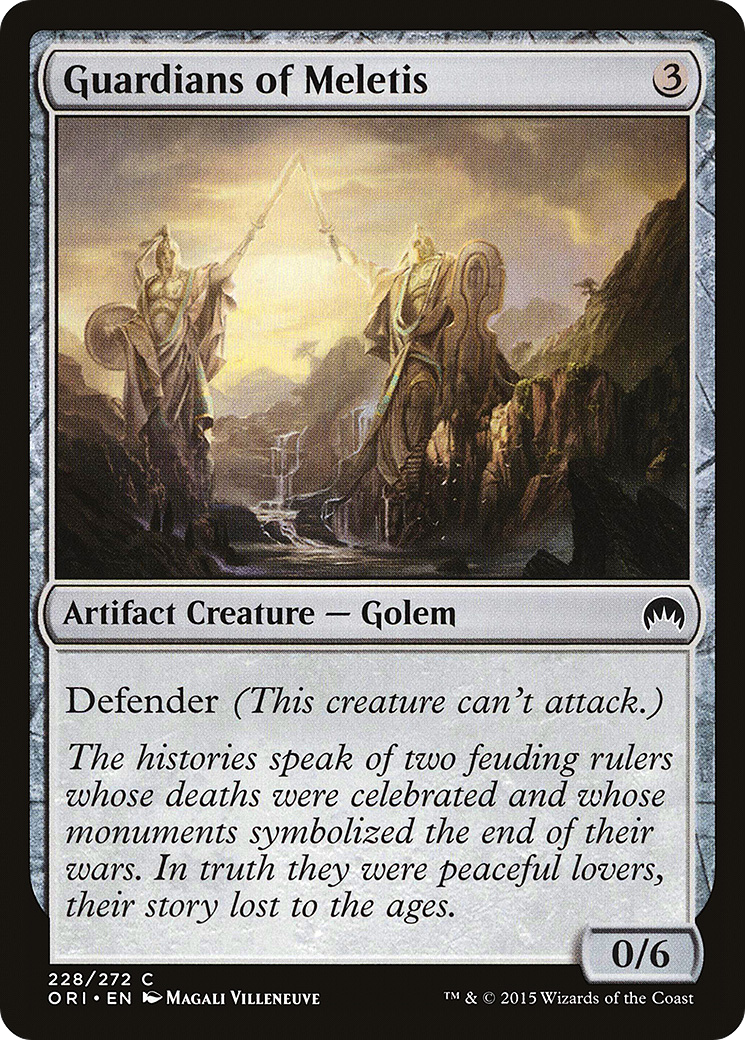 Guardians of Meletis
3
Artifact Creature — Golem
Defender (This creature can't attack.)
The histories speak of two feuding rulers
whose deaths were celebrated and whose
monuments symbolized the end of their
wars. In truth they were peaceful lovers,
their story lost to the ages.
0/6
228/272 C
ORI • EN Magali Villeneuve
™ & © 2015 Wizards of the Coast